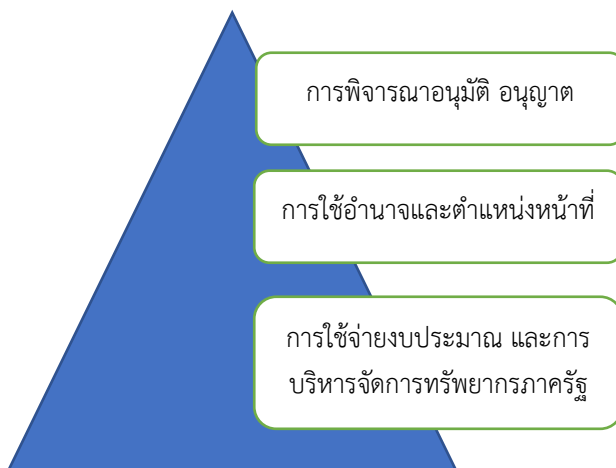 การพิจารณาอนุมัติ อนุญาต
การใช้อำนาจและตำแหน่งหน้าที่
การใช้จ่ายงบประมาณ และการ
บริหารจัดการทรัพยากรภาครัฐ